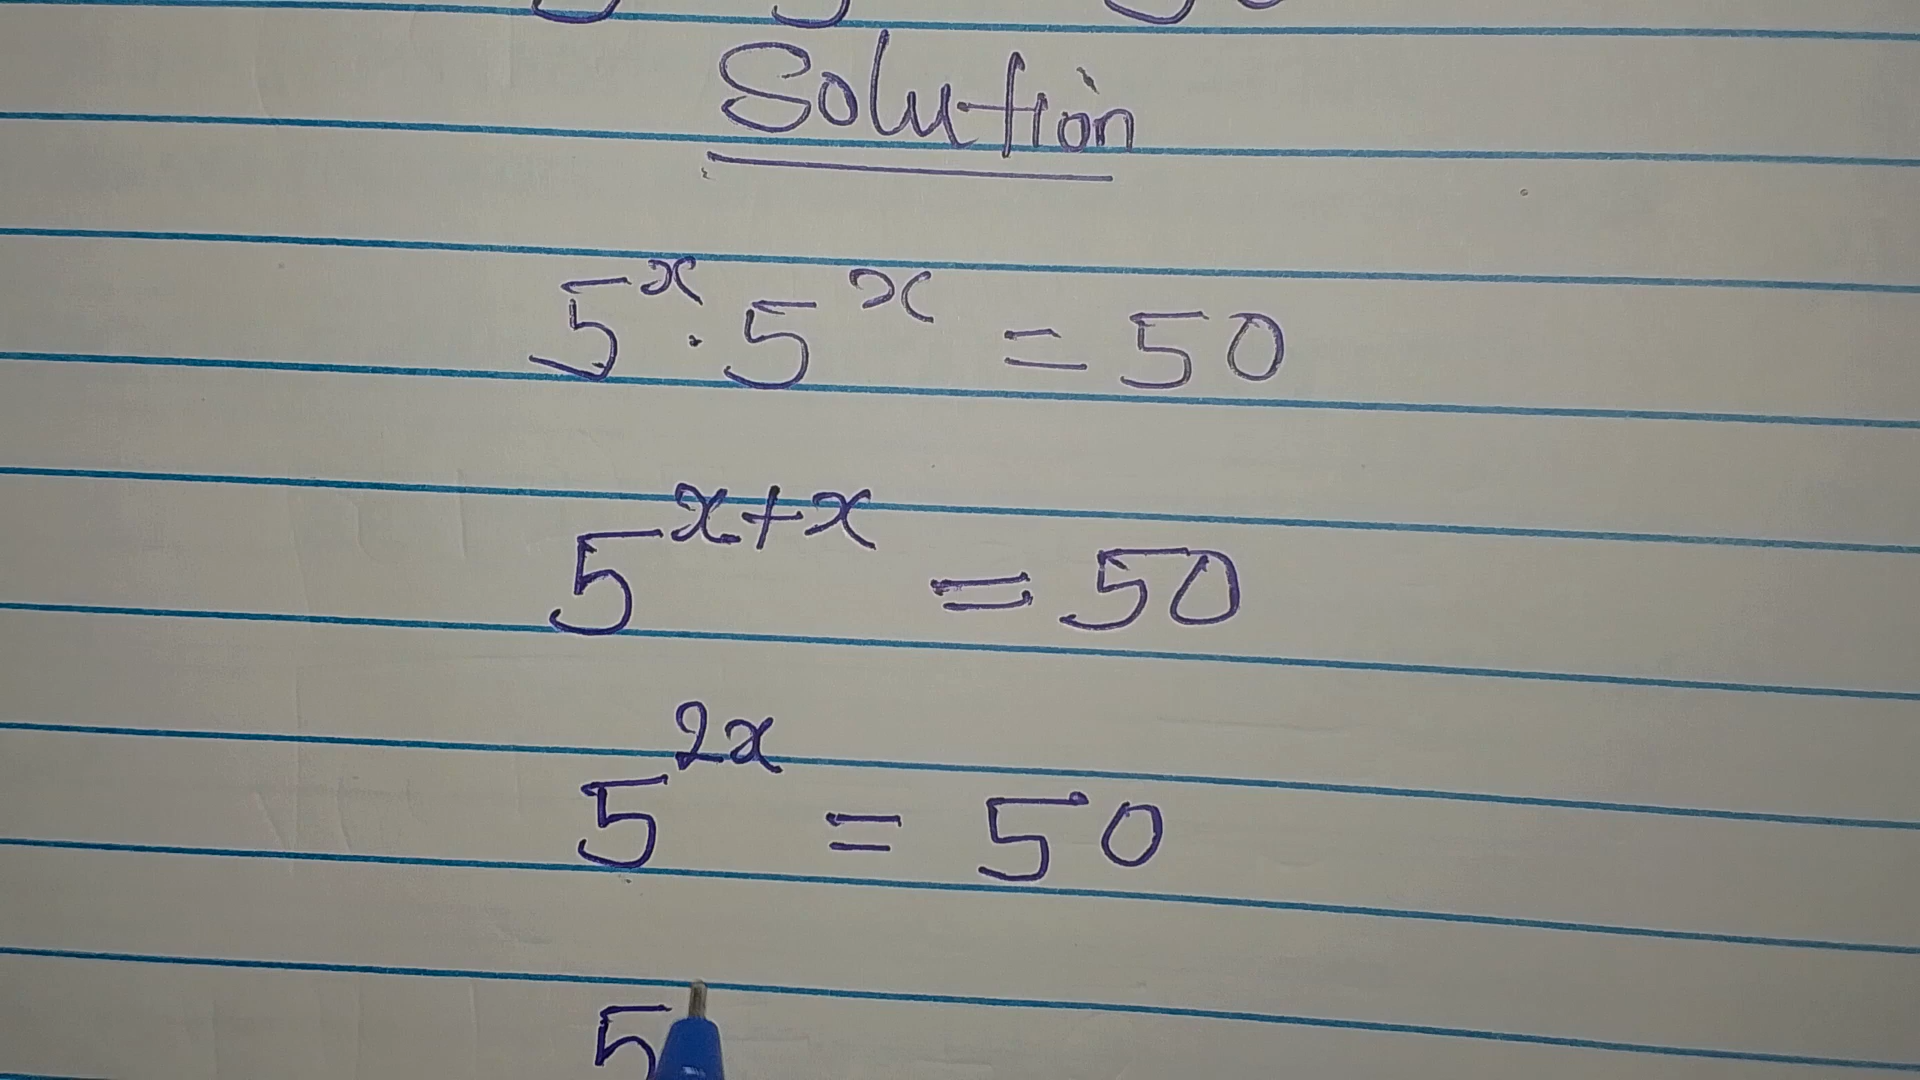 Solution
5^x · 5^x = 50
5^{x+x} = 50
5^{2x} = 50
5